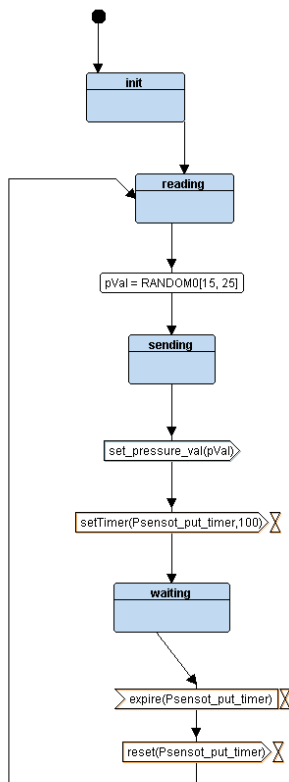 init
reading
pVal = RANDOM0[15, 25]
sending
set_pressure_val(pVal)
setTimer(Psensot_put_timer,100)
waiting
expire(Psensot_put_timer)
reset(Psensot_put_timer)